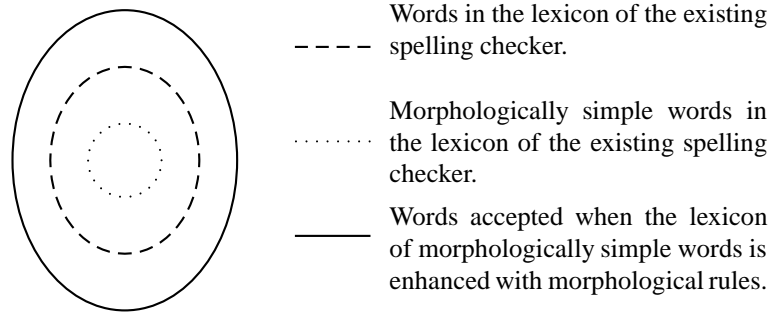 Words in the lexicon of the existing
spelling checker.
Morphologically simple words in
the lexicon of the existing spelling
checker.
Words accepted when the lexicon
of morphologically simple words is
enhanced with morphological rules.